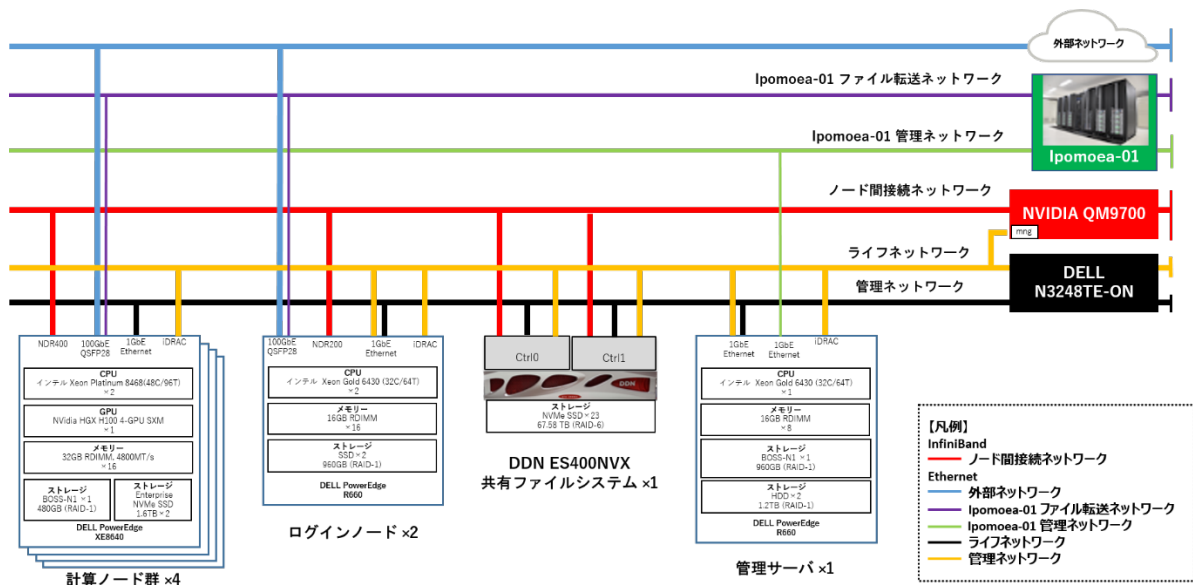 外部ネットワーク
Ipomoea-01 ファイル転送ネットワーク
Ipomoea-01 管理ネットワーク
Ipomoea-01
ノード間接続ネットワーク
NVIDIA QM9700
mng
ライフネットワーク
管理ネットワーク
DELL
N3248TE-ON
NDR400
100GbE
QSFP28
1GbE
Ethernet
iDRAC
CPU
インテル Xeon Platinum 8468(48C/96T)
×2
GPU
NVidia HGX H100 4-GPU SXM
×1
メモリー
32GB RDIMM, 4800MT/s
×16
ストレージ
BOSS-N1 ×1
480GB (RAID-1)
ストレージ
Enterprise
NVMe SSD
1.6TB×2
DELL PowerEdge
XE8640
計算ノード群 ×4
100GbE
QSFP28
NDR200
1GbE
Ethernet
iDRAC
CPU
インテル Xeon Gold 6430 (32C/64T)
×2
メモリー
16GB RDIMM
×16
ストレージ
SSD×2
960GB (RAID-1)
DELL PowerEdge
R660
ログインノード ×2
Ctrl0
Ctrl1
DDN
ストレージ
NVMe SSD ×23
67.58 TB (RAID-6)
DDN ES400NVX
共有ファイルシステム ×1
1GbE
Ethernet
1GbE
Ethernet
iDRAC
CPU
インテル Xeon Gold 6430 (32C/64T)
×1
メモリー
16GB RDIMM
×8
ストレージ
BOSS-N1 ×1
960GB (RAID-1)
ストレージ
HDD×2
1.2TB(RAID-1)
DELL PowerEdge
R660
管理サーバ ×1
【凡例】
InfiniBand
ノード間接続ネットワーク
Ethernet
外部ネットワーク
Ipomoea-01 ファイル転送ネットワーク
Ipomoea-01 管理ネットワーク
ライフネットワーク
管理ネットワーク